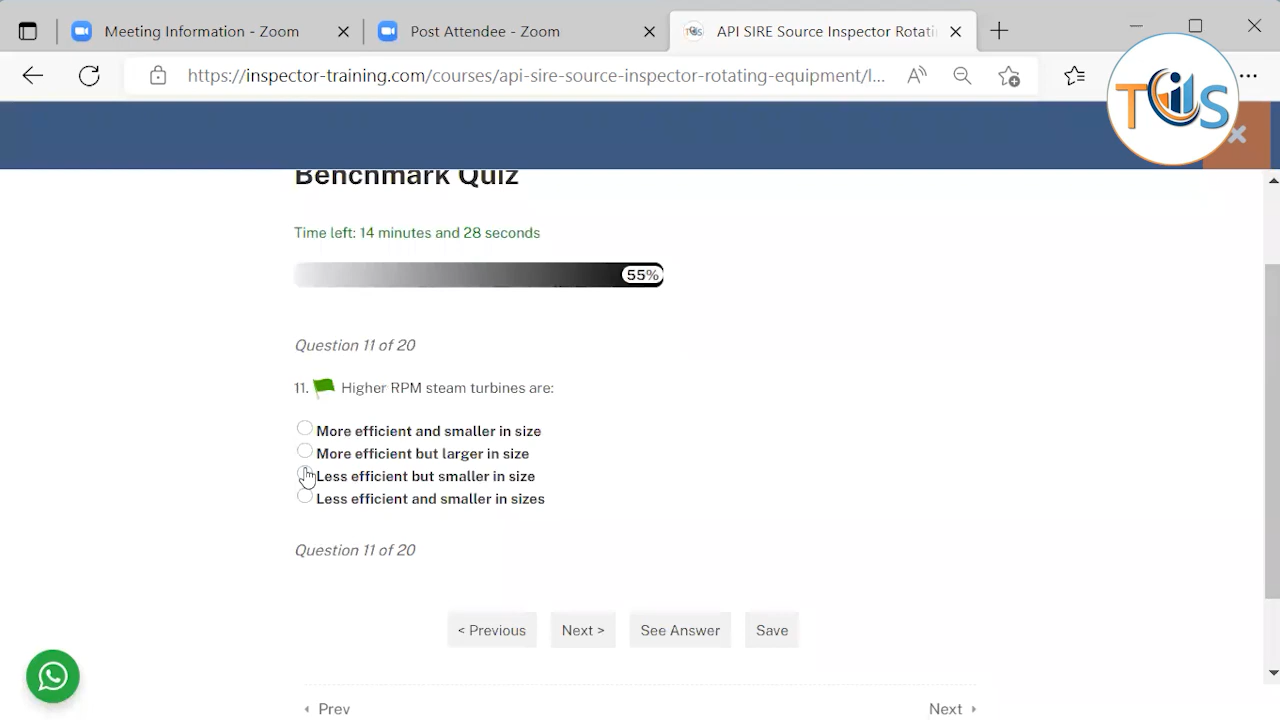 Meeting Information - Zoom
Post Attendee - Zoom
API SIRE Source Inspector Rotati
https://inspector-training.com/courses/api-sire-source-inspector-rotating-equipment/l...
TIS
Benchmark Quiz
Time left: 14 minutes and 28 seconds
55%
Question 11 of 20
11. Higher RPM steam turbines are:
More efficient and smaller in size
More efficient but larger in size
Less efficient but smaller in size
Less efficient and smaller in sizes
Question 11 of 20
< Previous
Next >
See Answer
Save
Prev
Next